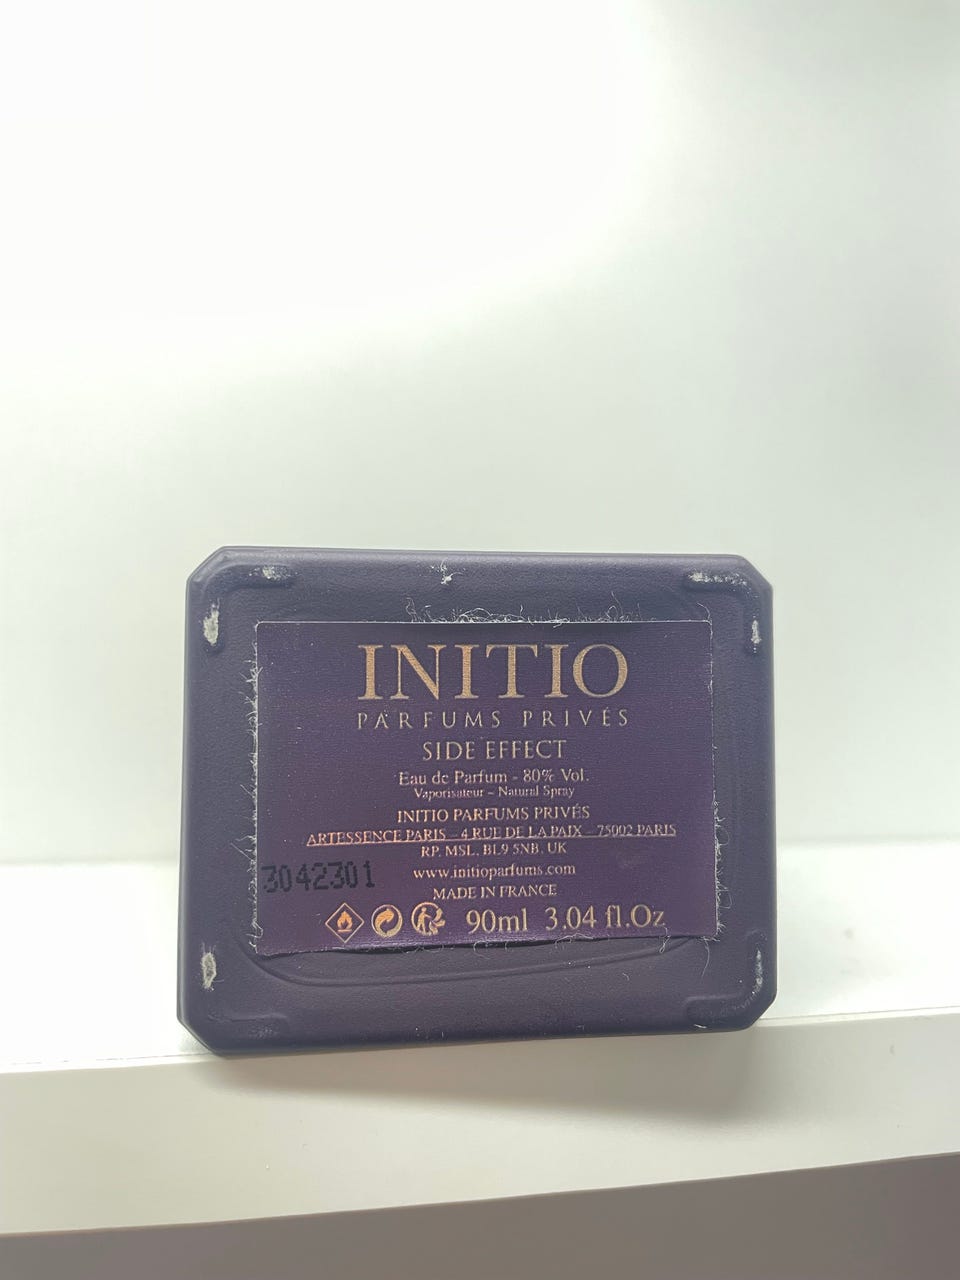 INITIO
PARFUMS PRIVÉS
SIDE EFFECT
Eau de Parfum - 80% Vol.
Vaporisateur – Natural Spray
INITIO PARFUMS PRIVÉS
ARTESSENCE PARIS – 4 RUE DE LA PAIX – 75002 PARIS
RP. MSL. BL9 5NB. UK
3042301
www.initioparfums.com
MADE IN FRANCE
90ml 3.04 fl.Oz